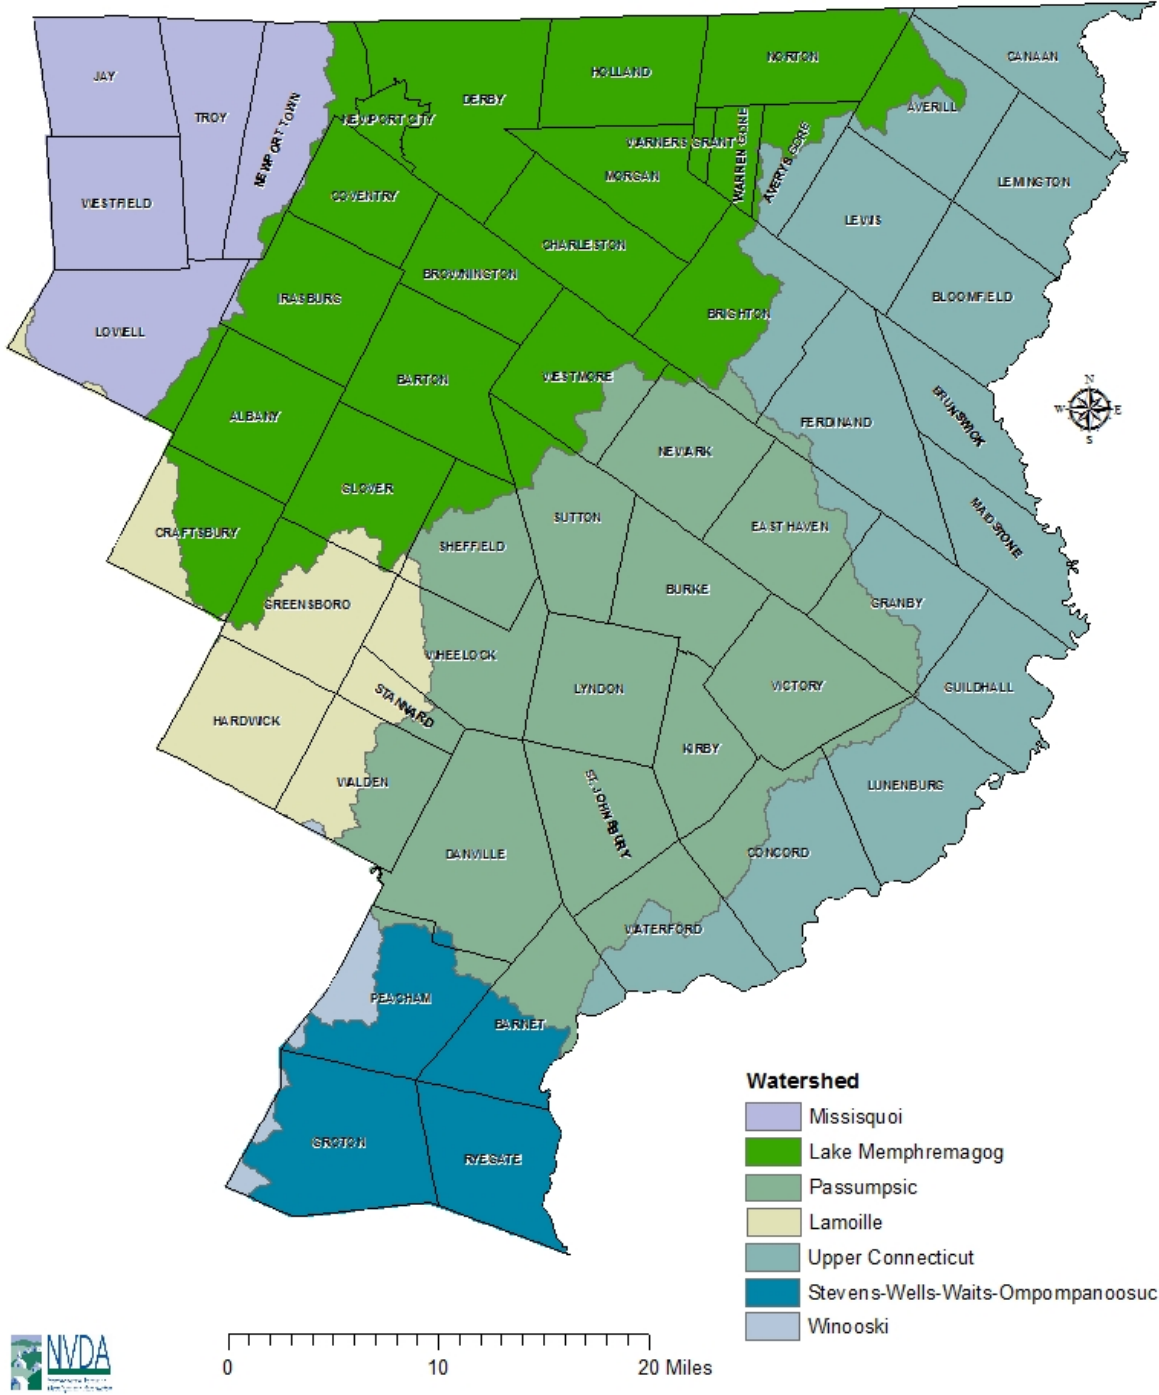 JAY
TROY
NEWPORT TOWN
NEWPORT CITY
DERBY
HOLLAND
NORTON
CANAAN
AVERILL
WARNERS GRANT
WARREN GORE
AVERYS GORE
WESTFIELD
COVENTRY
MORGAN
LEMINGTON
LEWIS
CHARLESTON
BROWNINGTON
IRASBURG
BLOOMFIELD
LOWELL
BRIGHTON
N
W E
S
BARTON
WESTMORE
ALBANY
FERDINAND
BRUNSWICK
NEWARK
GLOVER
CRAFTSBURY
SUTTON
EAST HAVEN
MAIDSTONE
SHEFFIELD
BURKE
GREENSBORO
GRANBY
WHEELOCK
LYNDON
VICTORY
GUILDHALL
STANNARD
HARDWICK
KIRBY
WALDEN
LUNENBURG
ST. JOHNSBURY
DANVILLE
CONCORD
WATERFORD
PEACHAM
BARNET
GROTON
RYEGATE
Watershed
Missisquoi
Lake Memphremagog
Passumpsic
Lamoille
Upper Connecticut
Stevens-Wells-Waits-Ompompanoosuc
Winooski
NVDA
0 10 20 Miles